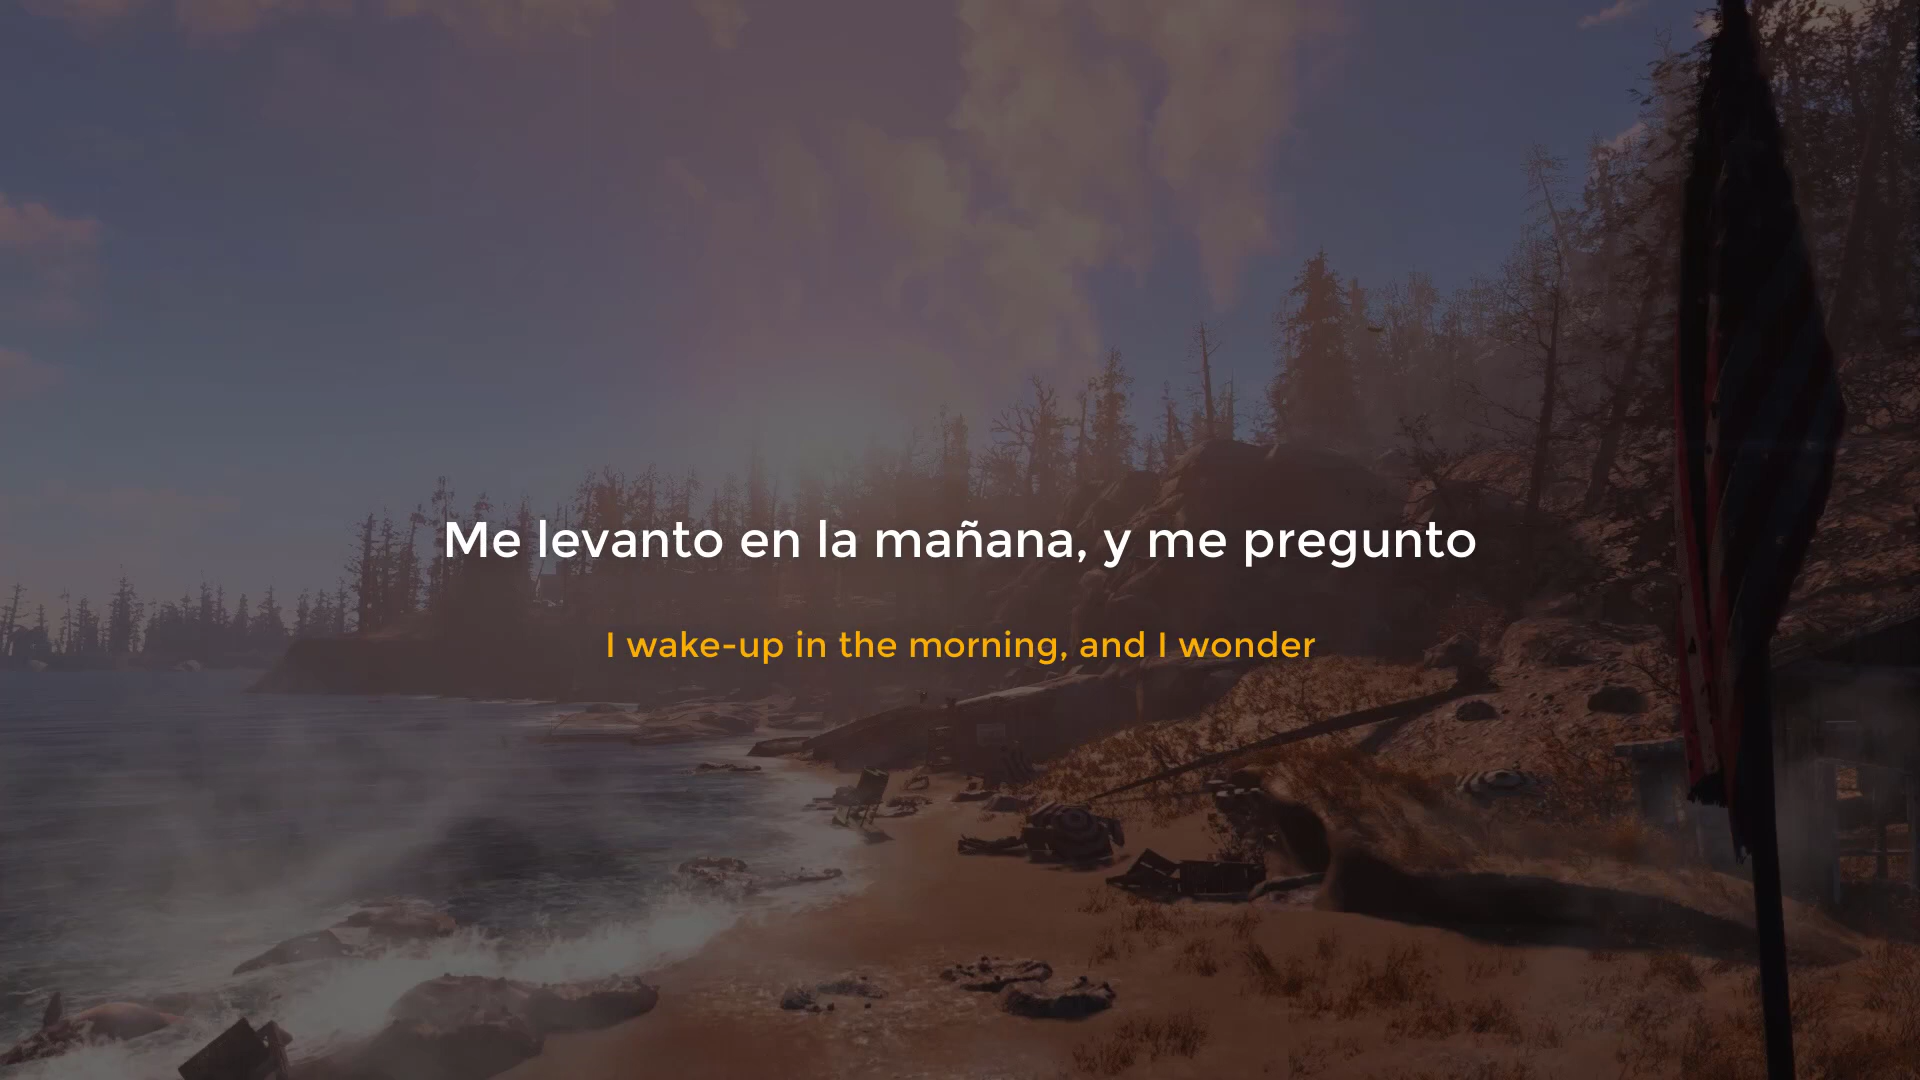 Me levanto en la mañana, y me pregunto
I wake-up in the morning, and I wonder